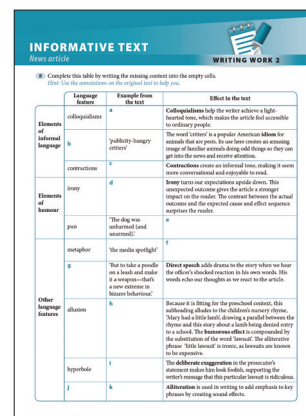 INFORMATIVE TEXT
News article
WRITING WORK 2
B Complete this table by writing the missing content into the empty cells.
Hint: Use the annotations on the original text to help you.
Language feature
Example from the text
Effect in the text
Elements of informal language
colloquialisms
a
Colloquialisms help the writer achieve a light-hearted tone, which makes the article feel accessible to ordinary people.
b
'publicity-hungry critters'
The word 'critters' is a popular American idiom for animals that are pests. Its use here creates an amusing image of familiar animals doing odd things so they can get into the news and receive attention.
contractions
c
Contractions create an informal tone, making it seem more conversational and enjoyable to read.
Elements of humour
irony
d
Irony turns our expectations upside down. This unexpected outcome gives the article a stronger impact on the reader. The contrast between the actual outcome and the expected cause and effect sequence surprises the reader.
pun
'The dog was unharmed (and unarmed).'
e
Other language features
metaphor
'the media spotlight'
f
g
'But to take a poodle on a leash and make it a weapon—that's a new extreme in bizarre behaviour.'
Direct speech adds drama to the story when we hear the officer's shocked reaction in his own words. His words echo our thoughts as we react to the article.
allusion
h
Because it is fitting for the preschool context, this subheading alludes to the children's nursery rhyme, 'Mary had a little lamb', drawing a parallel between the rhyme and this story about a lamb being denied entry to a school. The humorous effect is compounded by the substitution of the word 'lawsuit'. The alliterative phrase 'little lawsuit' is ironic, as lawsuits are known to be expensive.
hyperbole
i
The deliberate exaggeration in the prosecutor's statement makes him look foolish, supporting the writer's message that this particular lawsuit is ridiculous.
j
k
Alliteration is used in writing to add emphasis to key phrases by creating sound effects.